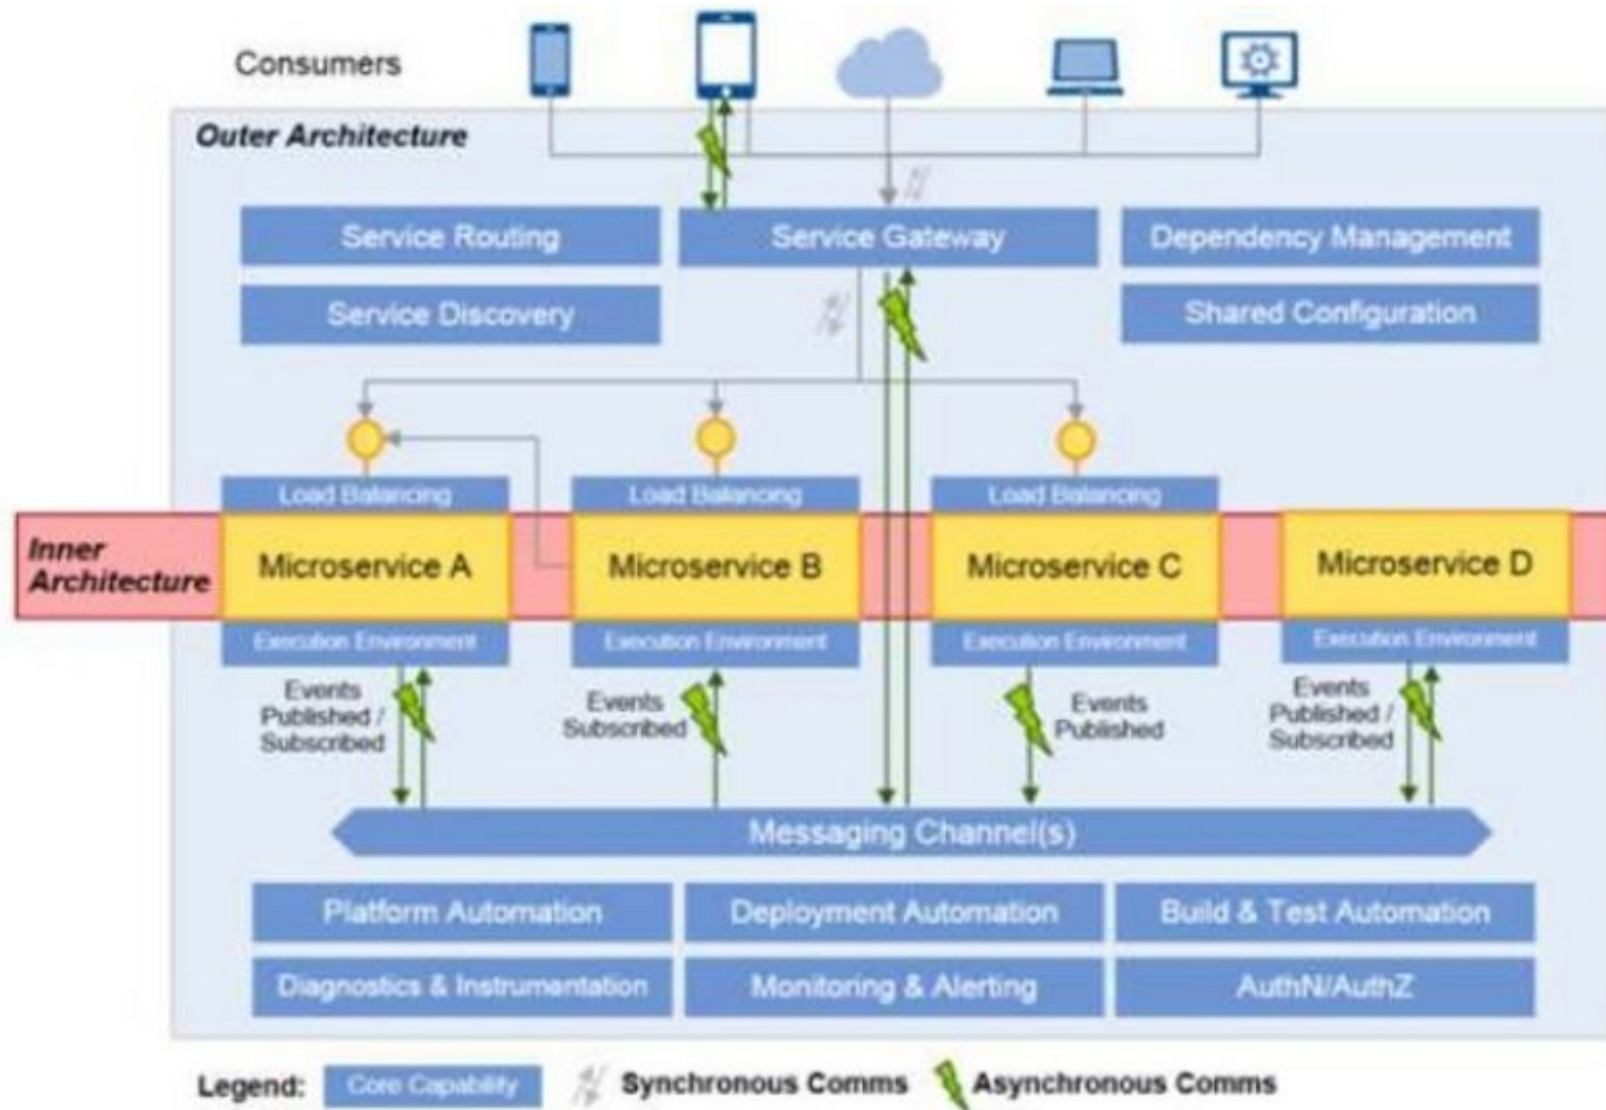 Consumers
Outer Architecture
Service Routing
Service Gateway
Dependency Management
Service Discovery
Shared Configuration
Load Balancing
Load Balancing
Load Balancing
Inner
Architecture
Microservice A
Microservice B
Microservice C
Microservice D
Execution Environment
Execution Environment
Execution Environment
Execution Environment
Events
Published /
Subscribed
Events
Subscribed
Events
Published
Events
Published /
Subscribed
Messaging Channel(s)
Platform Automation
Deployment Automation
Build & Test Automation
Diagnostics & Instrumentation
Monitoring & Alerting
AuthN/AuthZ
Legend:
Core Capability
Synchronous Comms
Asynchronous Comms